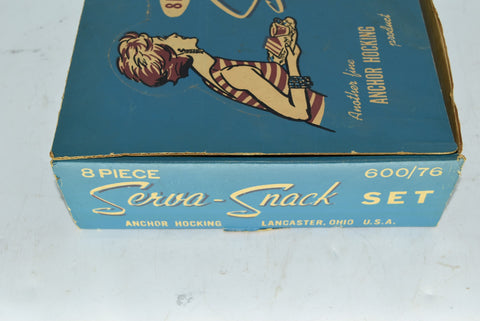 Another fine
ANCHOR HOCKING
product
8 PIECE
600/76
Serva-Snack SET
ANCHOR HOCKING LANCASTER, OHIO U.S.A.